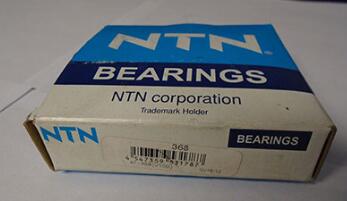 NTN
BEARINGS
NTN corporation
Trademark Holder
NTN
368
BEARINGS